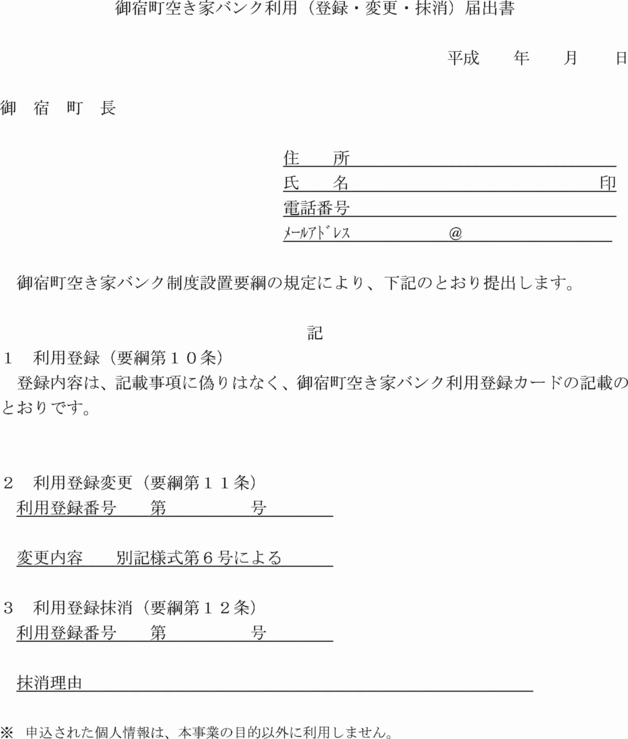 御宿町空き家バンク利用（登録・変更・抹消）届出書
平成　　年　　月　　日
御　宿　町　長
住　　所
氏　　名　　　　　　　　　　　　　　　印
電話番号
ﾒｰﾙｱﾄﾞﾚｽ　　　　　　＠
御宿町空き家バンク制度設置要綱の規定により、下記のとおり提出します。
記
１　利用登録（要綱第１０条）
登録内容は、記載事項に偽りはなく、御宿町空き家バンク利用登録カードの記載の
とおりです。
２　利用登録変更（要綱第１１条）
利用登録番号　　第　　　　　号
変更内容　　別記様式第６号による
３　利用登録抹消（要綱第１２条）
利用登録番号　　第　　　　　号
抹消理由
※　申込された個人情報は、本事業の目的以外に利用しません。